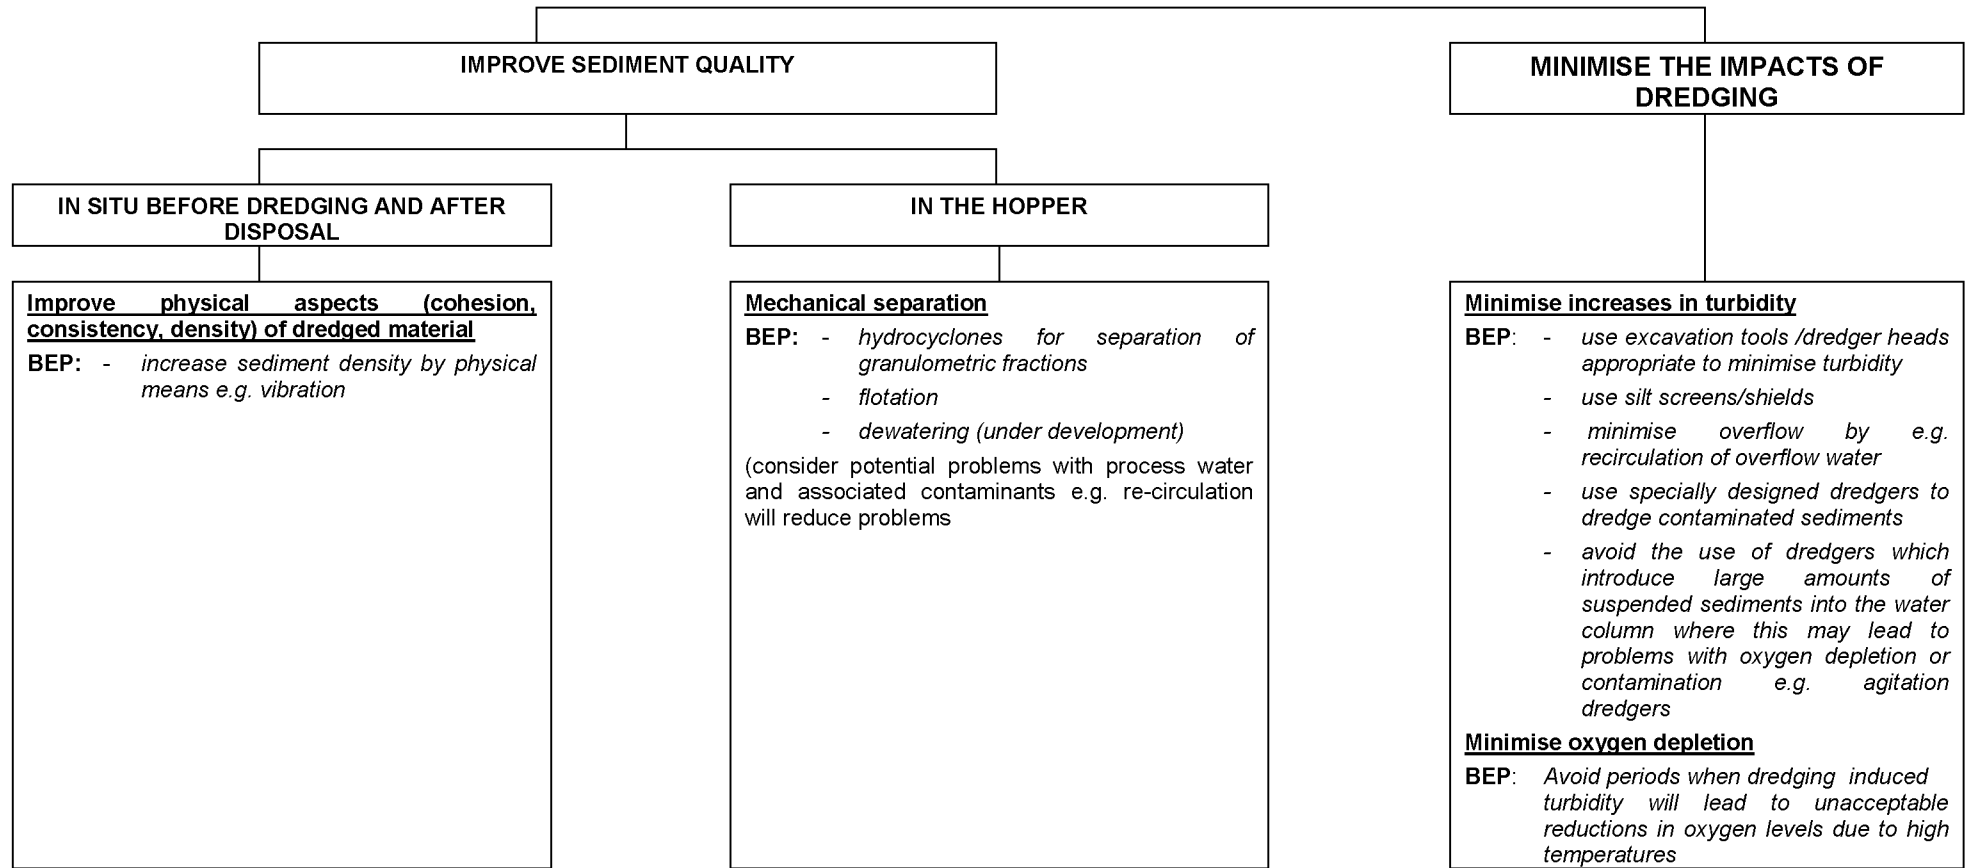 IMPROVE SEDIMENT QUALITY
MINIMISE THE IMPACTS OF
DREDGING
IN SITU BEFORE DREDGING AND AFTER
DISPOSAL
IN THE HOPPER
Improve physical aspects (cohesion,
consistency, density) of dredged material
BEP: - increase sediment density by physical
means e.g. vibration
Mechanical separation
BEP: - hydrocyclones for separation of
granulometric fractions
- flotation
- dewatering (under development)
(consider potential problems with process water
and associated contaminants e.g. re-circulation
will reduce problems
Minimise increases in turbidity
BEP: - use excavation tools /dredger heads
appropriate to minimise turbidity
- use silt screens/shields
- minimise overflow by e.g.
recirculation of overflow water
- use specially designed dredgers to
dredge contaminated sediments
- avoid the use of dredgers which
introduce large amounts of
suspended sediments into the water
column where this may lead to
problems with oxygen depletion or
contamination e.g. agitation
dredgers
Minimise oxygen depletion
BEP: Avoid periods when dredging induced
turbidity will lead to unacceptable
reductions in oxygen levels due to high
temperatures